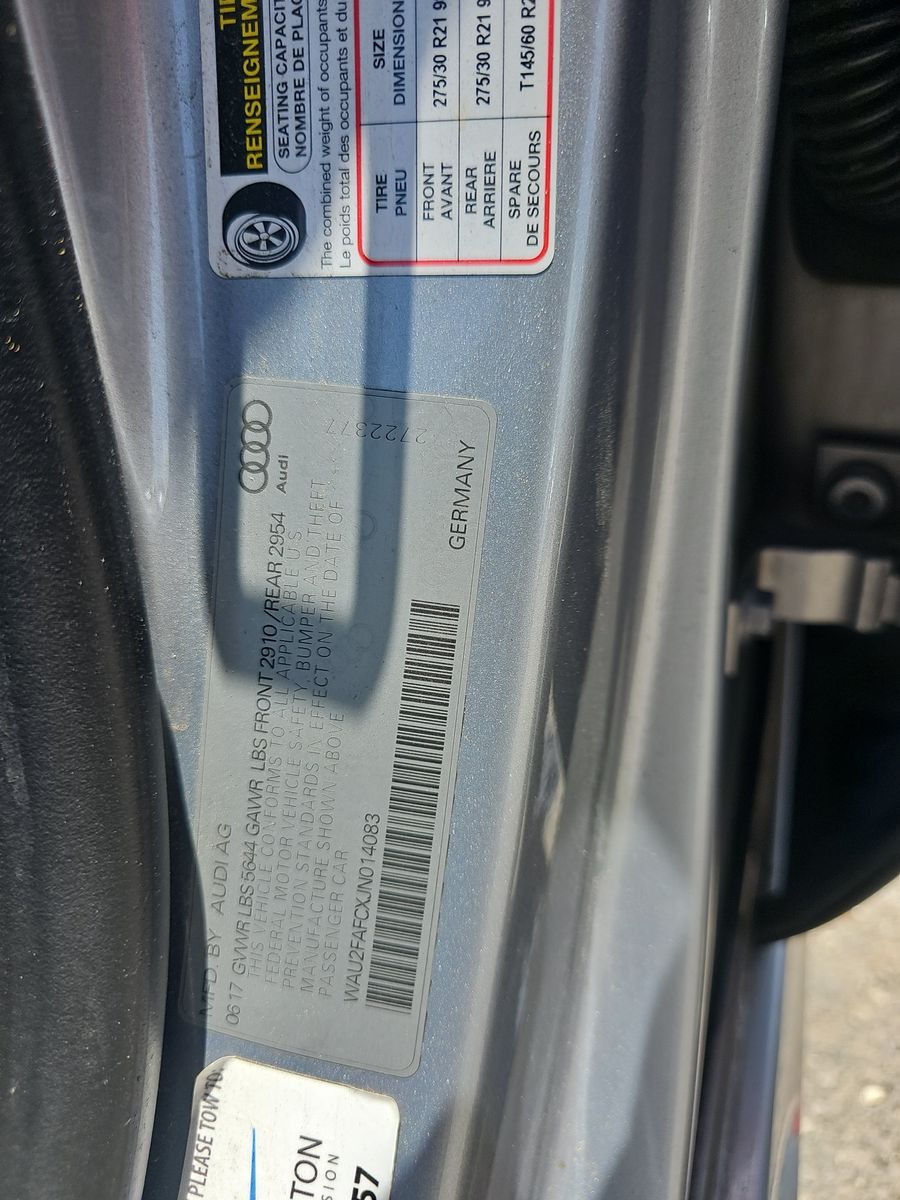 TIRE
RENSEIGNEM
SEATING CAPACIT
NOMBRE DE PLAC
The combined weight of occupants
Le poids total des occupants et du
TIRE SIZE
PNEU DIMENSION
FRONT 275/30 R21 9
AVANT
REAR 275/30 R21 9
ARRIERE
SPARE T145/60 R2
DE SECOURS
MFD BY AUDI AG
0617 GVWR LBS 5644 GAWR LBS FRONT 2910/REAR 2954
THIS VEHICLE CONFORMS TO ALL APPLICABLE U.S.
FEDERAL MOTOR VEHICLE SAFETY, BUMPER AND THEFT
PREVENTION STANDARDS IN EFFECT ON THE DATE OF
MANUFACTURE SHOWN ABOVE
PASSENGER CAR
Audi
2722377
WAU2FAFCXJN014083
GERMANY
PLEASE TOW TO:
TON
SION
57